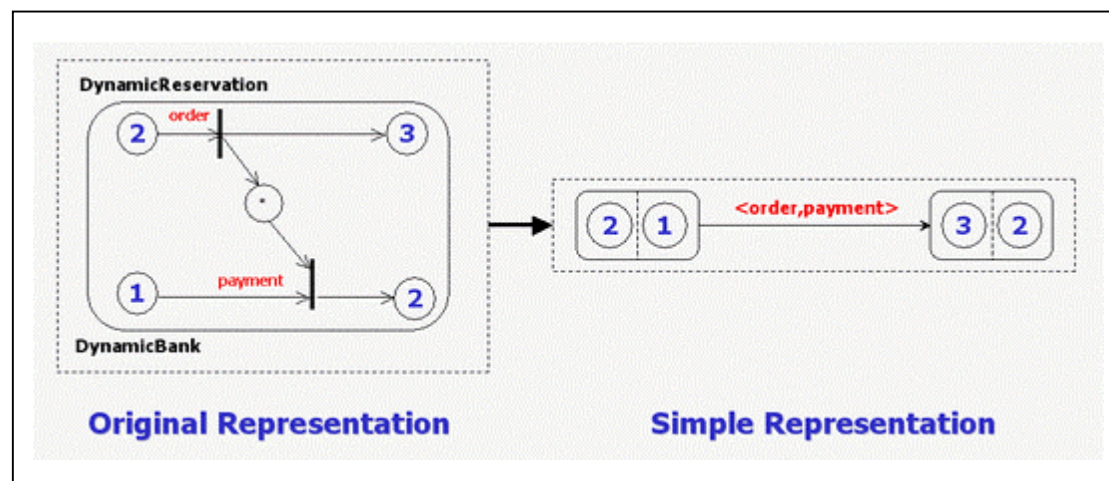 DynamicReservation
order
2
3
<order,payment>
2 1
3 2
payment
1
2
DynamicBank
Original Representation
Simple Representation